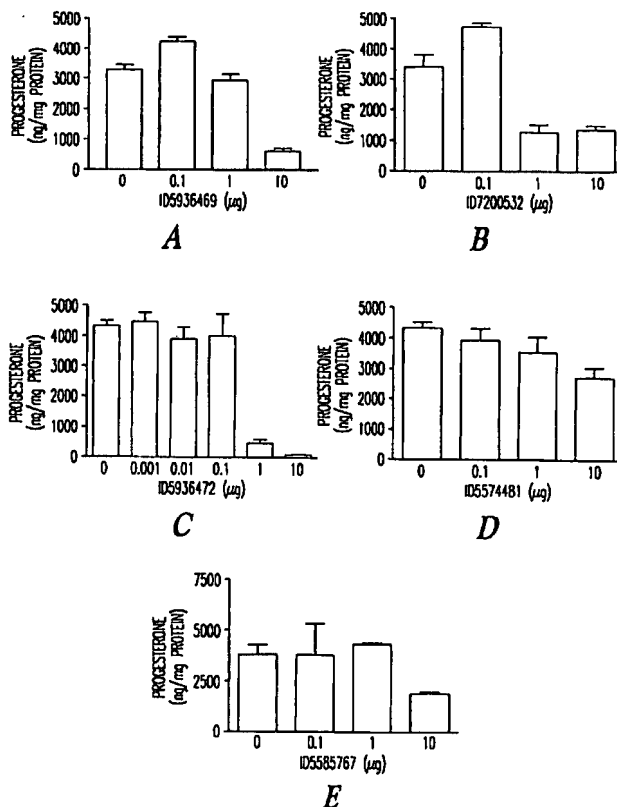 PROGESTERONE
(ng/mg PROTEIN)
5000
4000
3000
2000
1000
0
0 0.1 1 10
ID5936469 (μg)
A
PROGESTERONE
(ng/mg PROTEIN)
5000
4000
3000
2000
1000
0
0 0.1 1 10
ID7200532 (μg)
B
PROGESTERONE
(ng/mg PROTEIN)
5000
4000
3000
2000
1000
0
0 0.001 0.01 0.1 1 10
ID5936472 (μg)
C
PROGESTERONE
(ng/mg PROTEIN)
5000
4000
3000
2000
1000
0
0 0.1 1 10
ID5574481 (μg)
D
PROGESTERONE
(ng/mg PROTEIN)
7500
5000
2500
0
0 0.1 1 10
ID5585767 (μg)
E